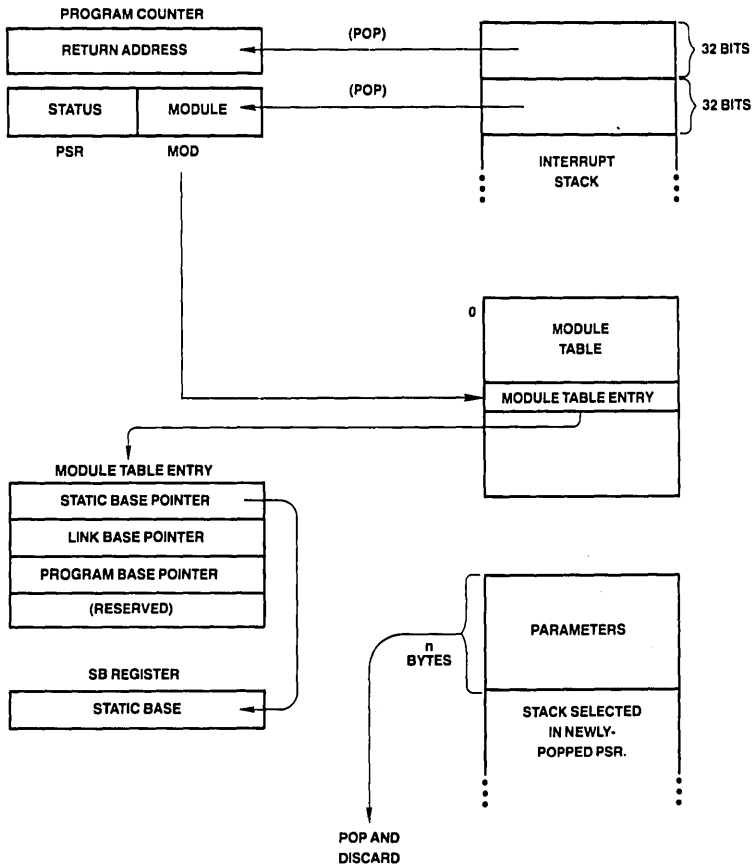 PROGRAM COUNTER
RETURN ADDRESS
(POP)
32 BITS
STATUS
MODULE
(POP)
32 BITS
PSR
MOD
INTERRUPT
STACK
0
MODULE
TABLE
MODULE TABLE ENTRY
MODULE TABLE ENTRY
STATIC BASE POINTER
LINK BASE POINTER
PROGRAM BASE POINTER
(RESERVED)
n
BYTES
PARAMETERS
SB REGISTER
STATIC BASE
STACK SELECTED
IN NEWLY-
POPPED PSR.
POP AND
DISCARD